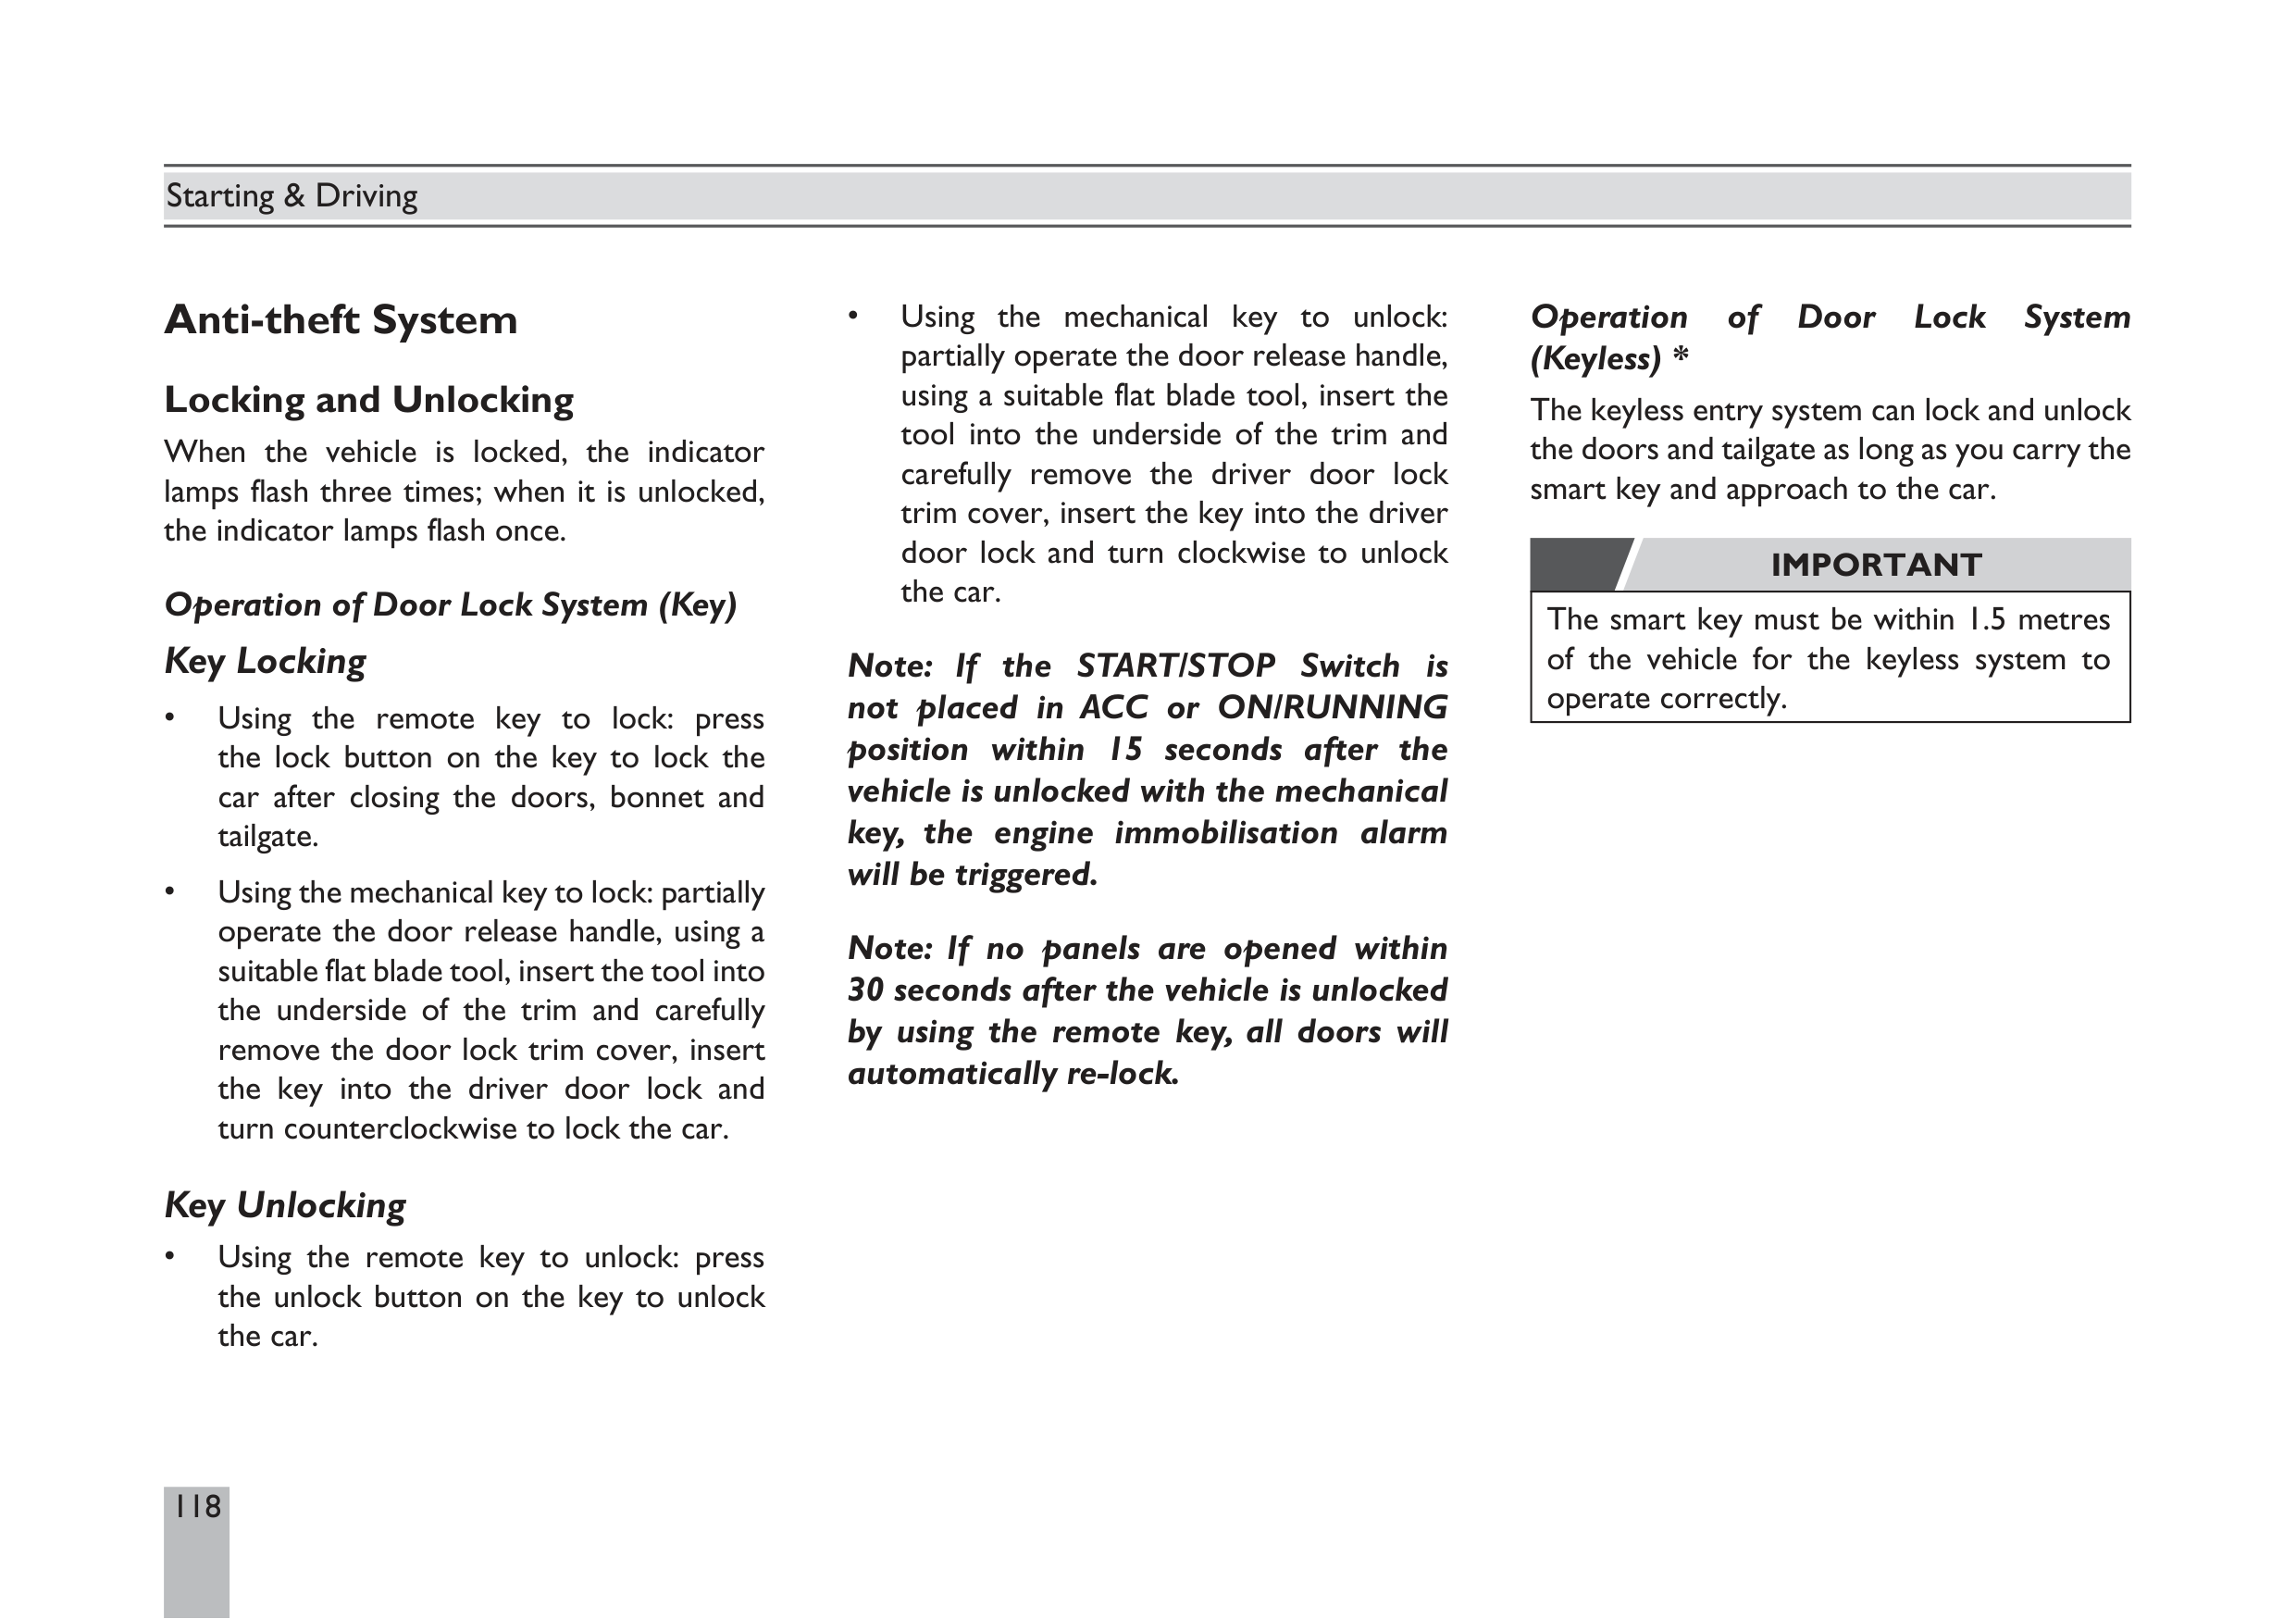 Starting & Driving
Anti-theft System
Locking and Unlocking
When the vehicle is locked, the indicator
lamps flash three times; when it is unlocked,
the indicator lamps flash once.
Operation of Door Lock System (Key)
Key Locking
• Using the remote key to lock: press
the lock button on the key to lock the
car after closing the doors, bonnet and
tailgate.
• Using the mechanical key to lock: partially
operate the door release handle, using a
suitable flat blade tool, insert the tool into
the underside of the trim and carefully
remove the door lock trim cover, insert
the key into the driver door lock and
turn counterclockwise to lock the car.
Key Unlocking
• Using the remote key to unlock: press
the unlock button on the key to unlock
the car.
• Using the mechanical key to unlock:
partially operate the door release handle,
using a suitable flat blade tool, insert the
tool into the underside of the trim and
carefully remove the driver door lock
trim cover, insert the key into the driver
door lock and turn clockwise to unlock
the car.
Note: If the START/STOP Switch is
not placed in ACC or ON/RUNNING
position within 15 seconds after the
vehicle is unlocked with the mechanical
key, the engine immobilisation alarm
will be triggered.
Note: If no panels are opened within
30 seconds after the vehicle is unlocked
by using the remote key, all doors will
automatically re-lock.
Operation of Door Lock System
(Keyless) *
The keyless entry system can lock and unlock
the doors and tailgate as long as you carry the
smart key and approach to the car.
IMPORTANT
The smart key must be within 1.5 metres
of the vehicle for the keyless system to
operate correctly.
118